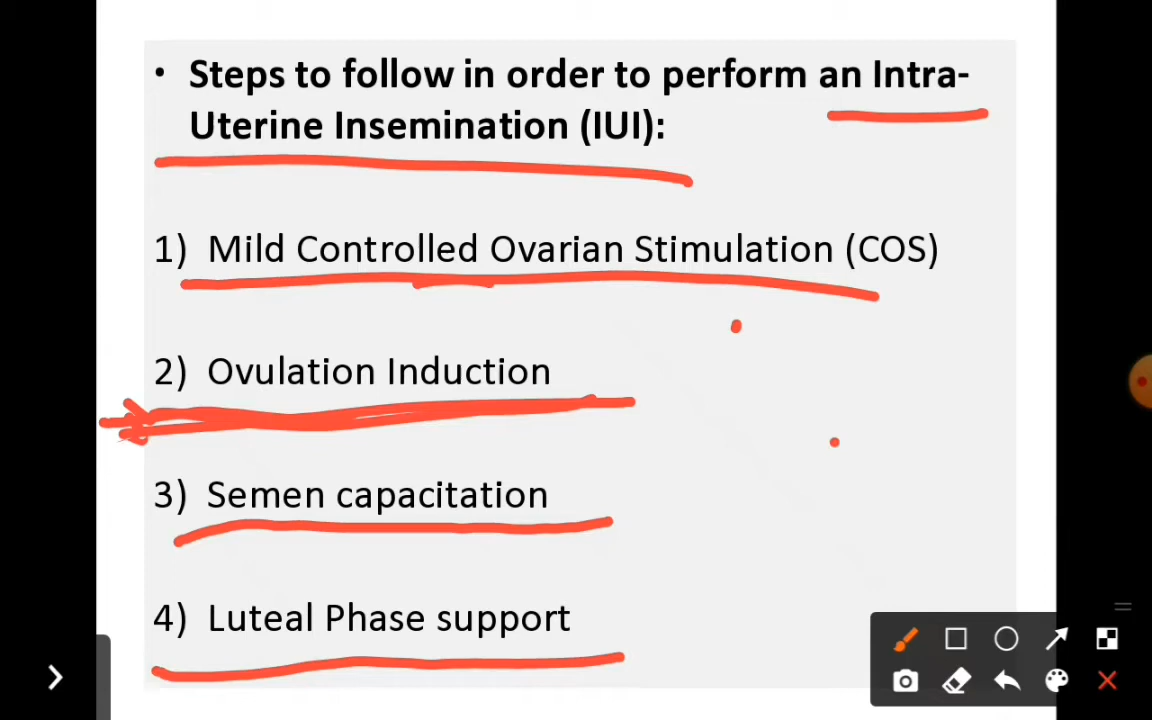 • Steps to follow in order to perform an Intra-
Uterine Insemination (IUI):
1) Mild Controlled Ovarian Stimulation (COS)
2) Ovulation Induction
3) Semen capacitation
4) Luteal Phase support